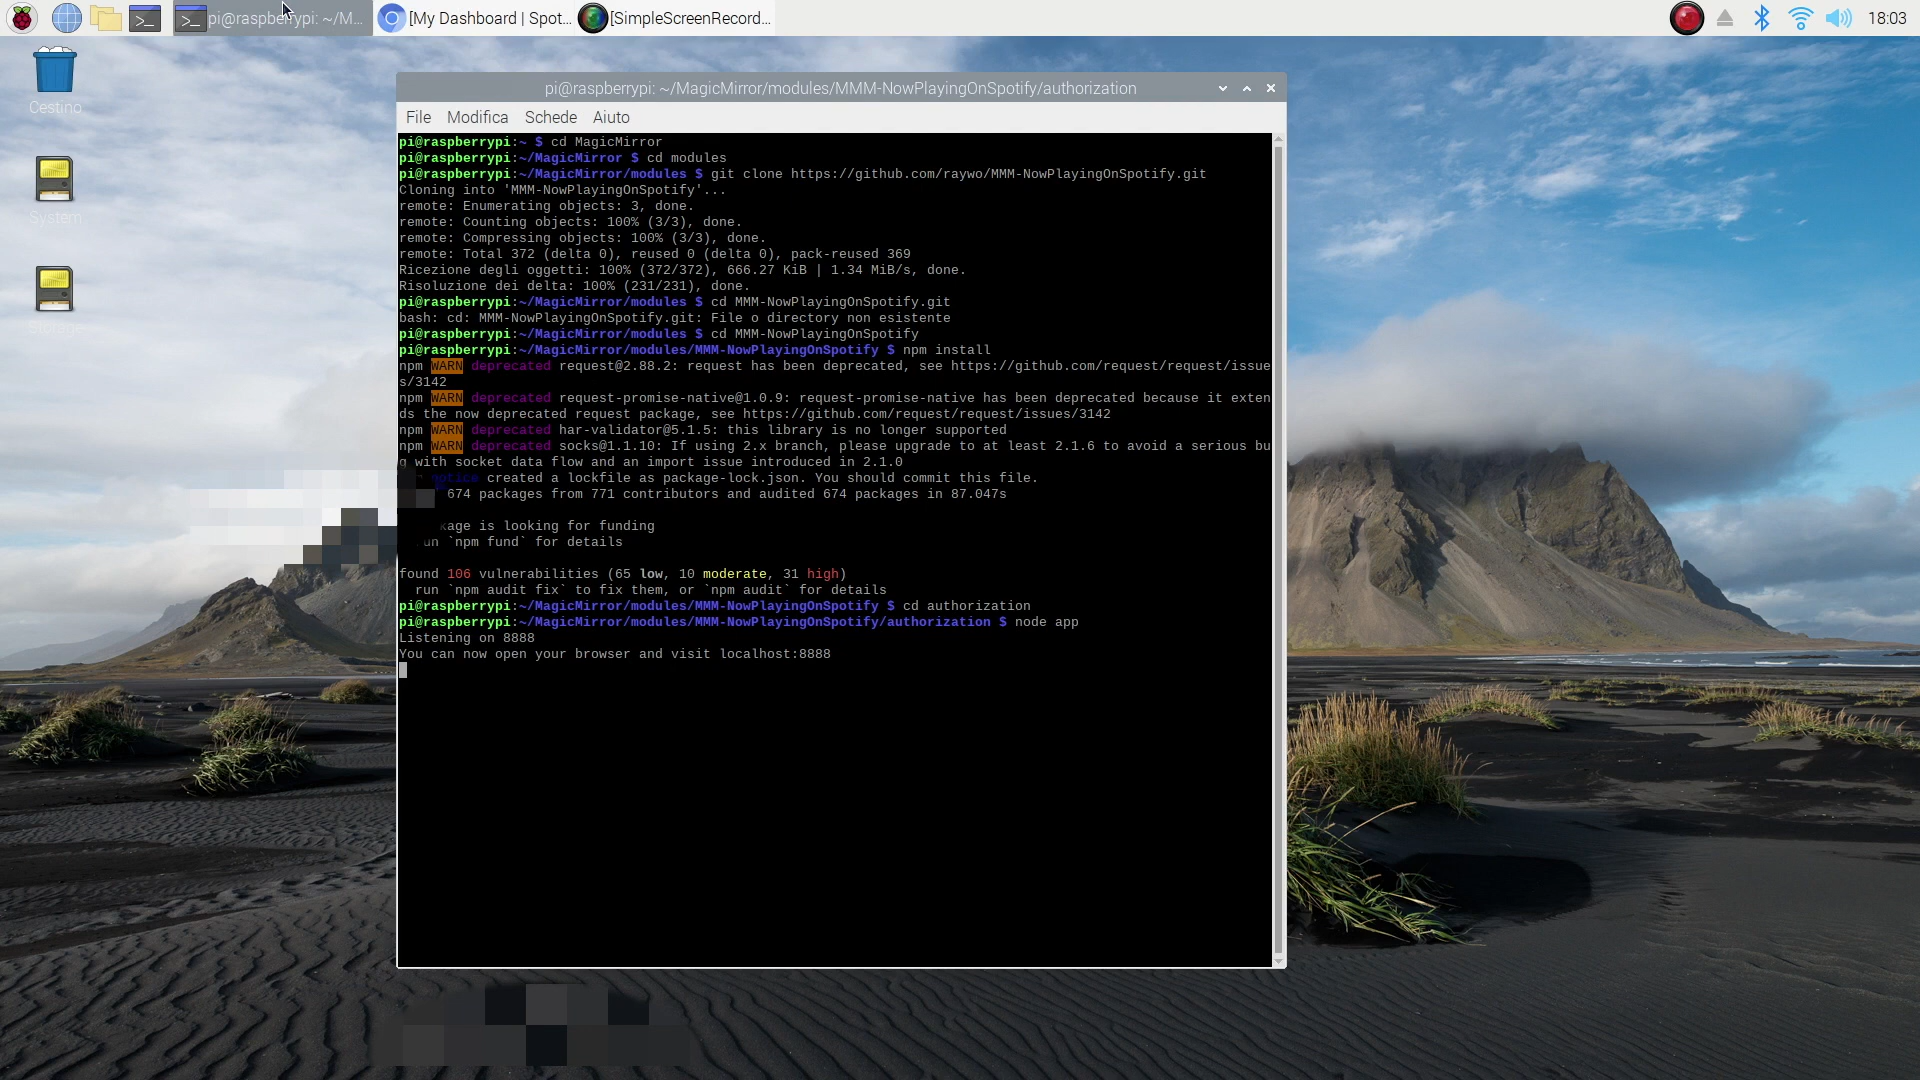 pi@raspberrypi: ~/M...
[My Dashboard | Spot...
[SimpleScreenRecord...
18:03
Cestino
System
pi@raspberrypi: ~/MagicMirror/modules/MMM-NowPlayingOnSpotify/authorization
File Modifica Schede Aiuto
pi@raspberrypi:~ $ cd MagicMirror
pi@raspberrypi:~/MagicMirror $ cd modules
pi@raspberrypi:~/MagicMirror/modules $ git clone https://github.com/raywo/MMM-NowPlayingOnSpotify.git
Cloning into 'MMM-NowPlayingOnSpotify'...
remote: Enumerating objects: 3, done.
remote: Counting objects: 100% (3/3), done.
remote: Compressing objects: 100% (3/3), done.
remote: Total 372 (delta 0), reused 0 (delta 0), pack-reused 369
Ricezione degli oggetti: 100% (372/372), 666.27 KiB | 1.34 MiB/s, done.
Risoluzione dei delta: 100% (231/231), done.
pi@raspberrypi:~/MagicMirror/modules $ cd MMM-NowPlayingOnSpotify.git
bash: cd: MMM-NowPlayingOnSpotify.git: File o directory non esistente
pi@raspberrypi:~/MagicMirror/modules $ cd MMM-NowPlayingOnSpotify
pi@raspberrypi:~/MagicMirror/modules/MMM-NowPlayingOnSpotify $ npm install
npm WARN deprecated request@2.88.2: request has been deprecated, see https://github.com/request/request/issue
s/3142
npm WARN deprecated request-promise-native@1.0.9: request-promise-native has been deprecated because it exten
ds the now deprecated request package, see https://github.com/request/request/issues/3142
npm WARN deprecated har-validator@5.1.5: this library is no longer supported
npm WARN deprecated socks@1.1.10: If using 2.x branch, please upgrade to at least 2.1.6 to avoid a serious bu
g with socket data flow and an import issue introduced in 2.1.0
notice created a lockfile as package-lock.json. You should commit this file.
674 packages from 771 contributors and audited 674 packages in 87.047s
kage is looking for funding
un `npm fund` for details
found 106 vulnerabilities (65 low, 10 moderate, 31 high)
run `npm audit fix` to fix them, or `npm audit` for details
pi@raspberrypi:~/MagicMirror/modules/MMM-NowPlayingOnSpotify $ cd authorization
pi@raspberrypi:~/MagicMirror/modules/MMM-NowPlayingOnSpotify/authorization $ node app
Listening on 8888
You can now open your browser and visit localhost:8888